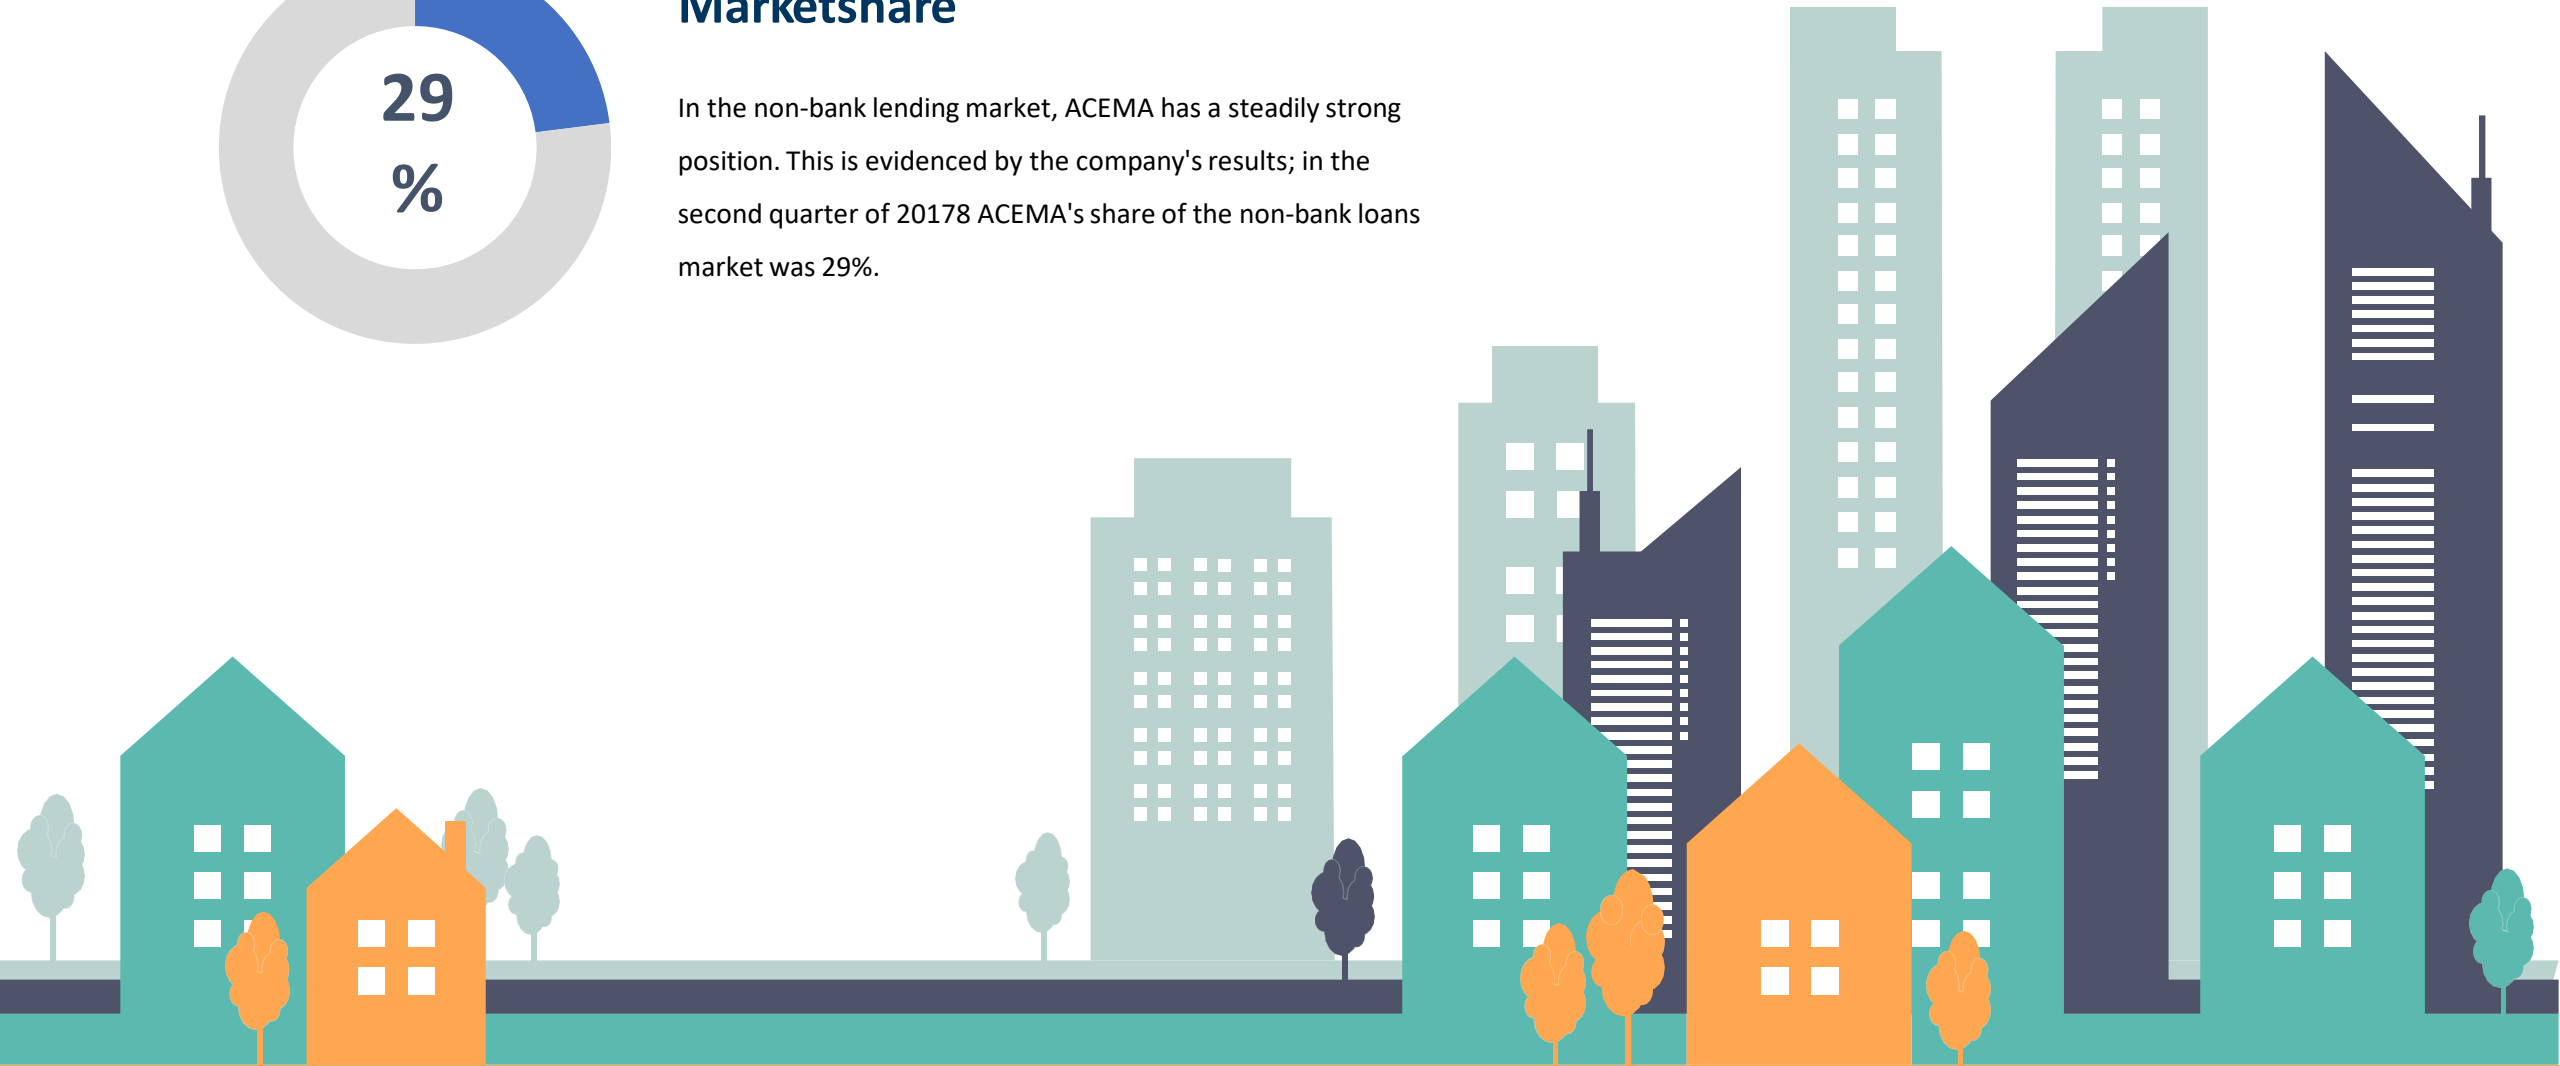 Marketshare
29
%
In the non-bank lending market, ACEMA has a steadily strong
position. This is evidenced by the company's results; in the
second quarter of 20178 ACEMA's share of the non-bank loans
market was 29%.